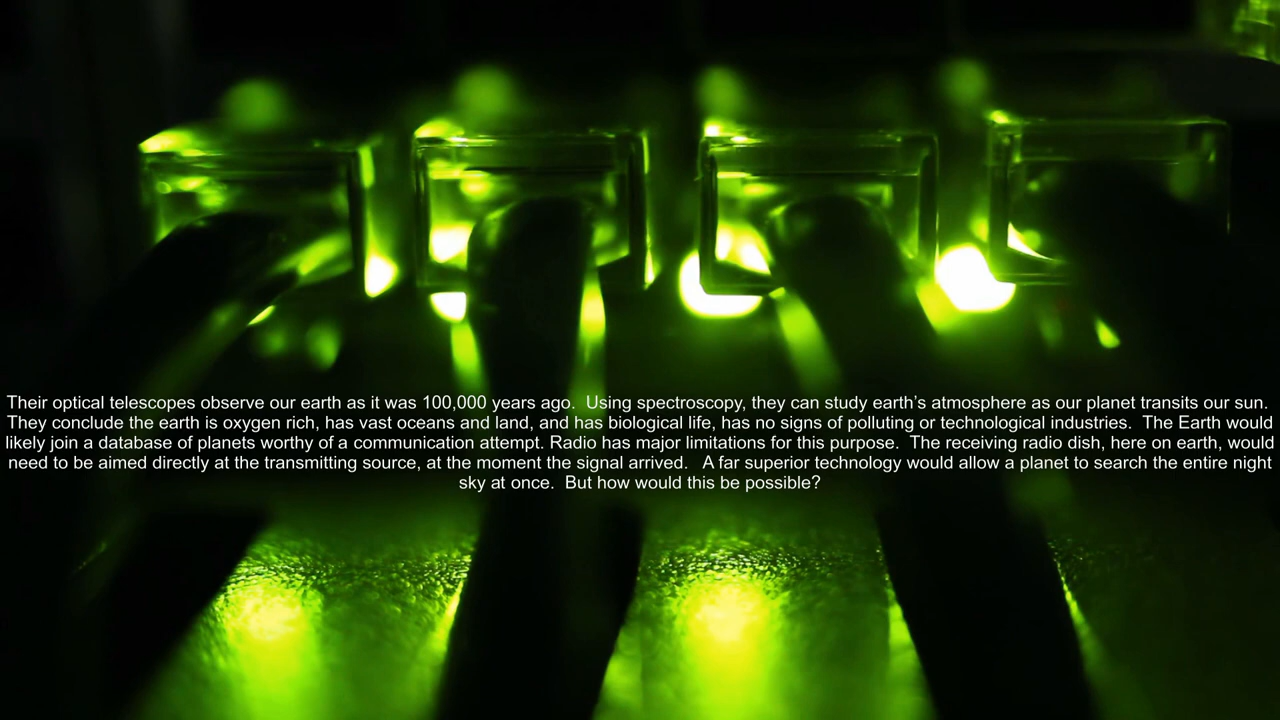 Their optical telescopes observe our earth as it was 100,000 years ago.  Using spectroscopy, they can study earth's atmosphere as our planet transits our sun.
They conclude the earth is oxygen rich, has vast oceans and land, and has biological life, has no signs of polluting or technological industries.  The Earth would
likely join a database of planets worthy of a communication attempt. Radio has major limitations for this purpose.  The receiving radio dish, here on earth, would
need to be aimed directly at the transmitting source, at the moment the signal arrived.   A far superior technology would allow a planet to search the entire night
sky at once.  But how would this be possible?